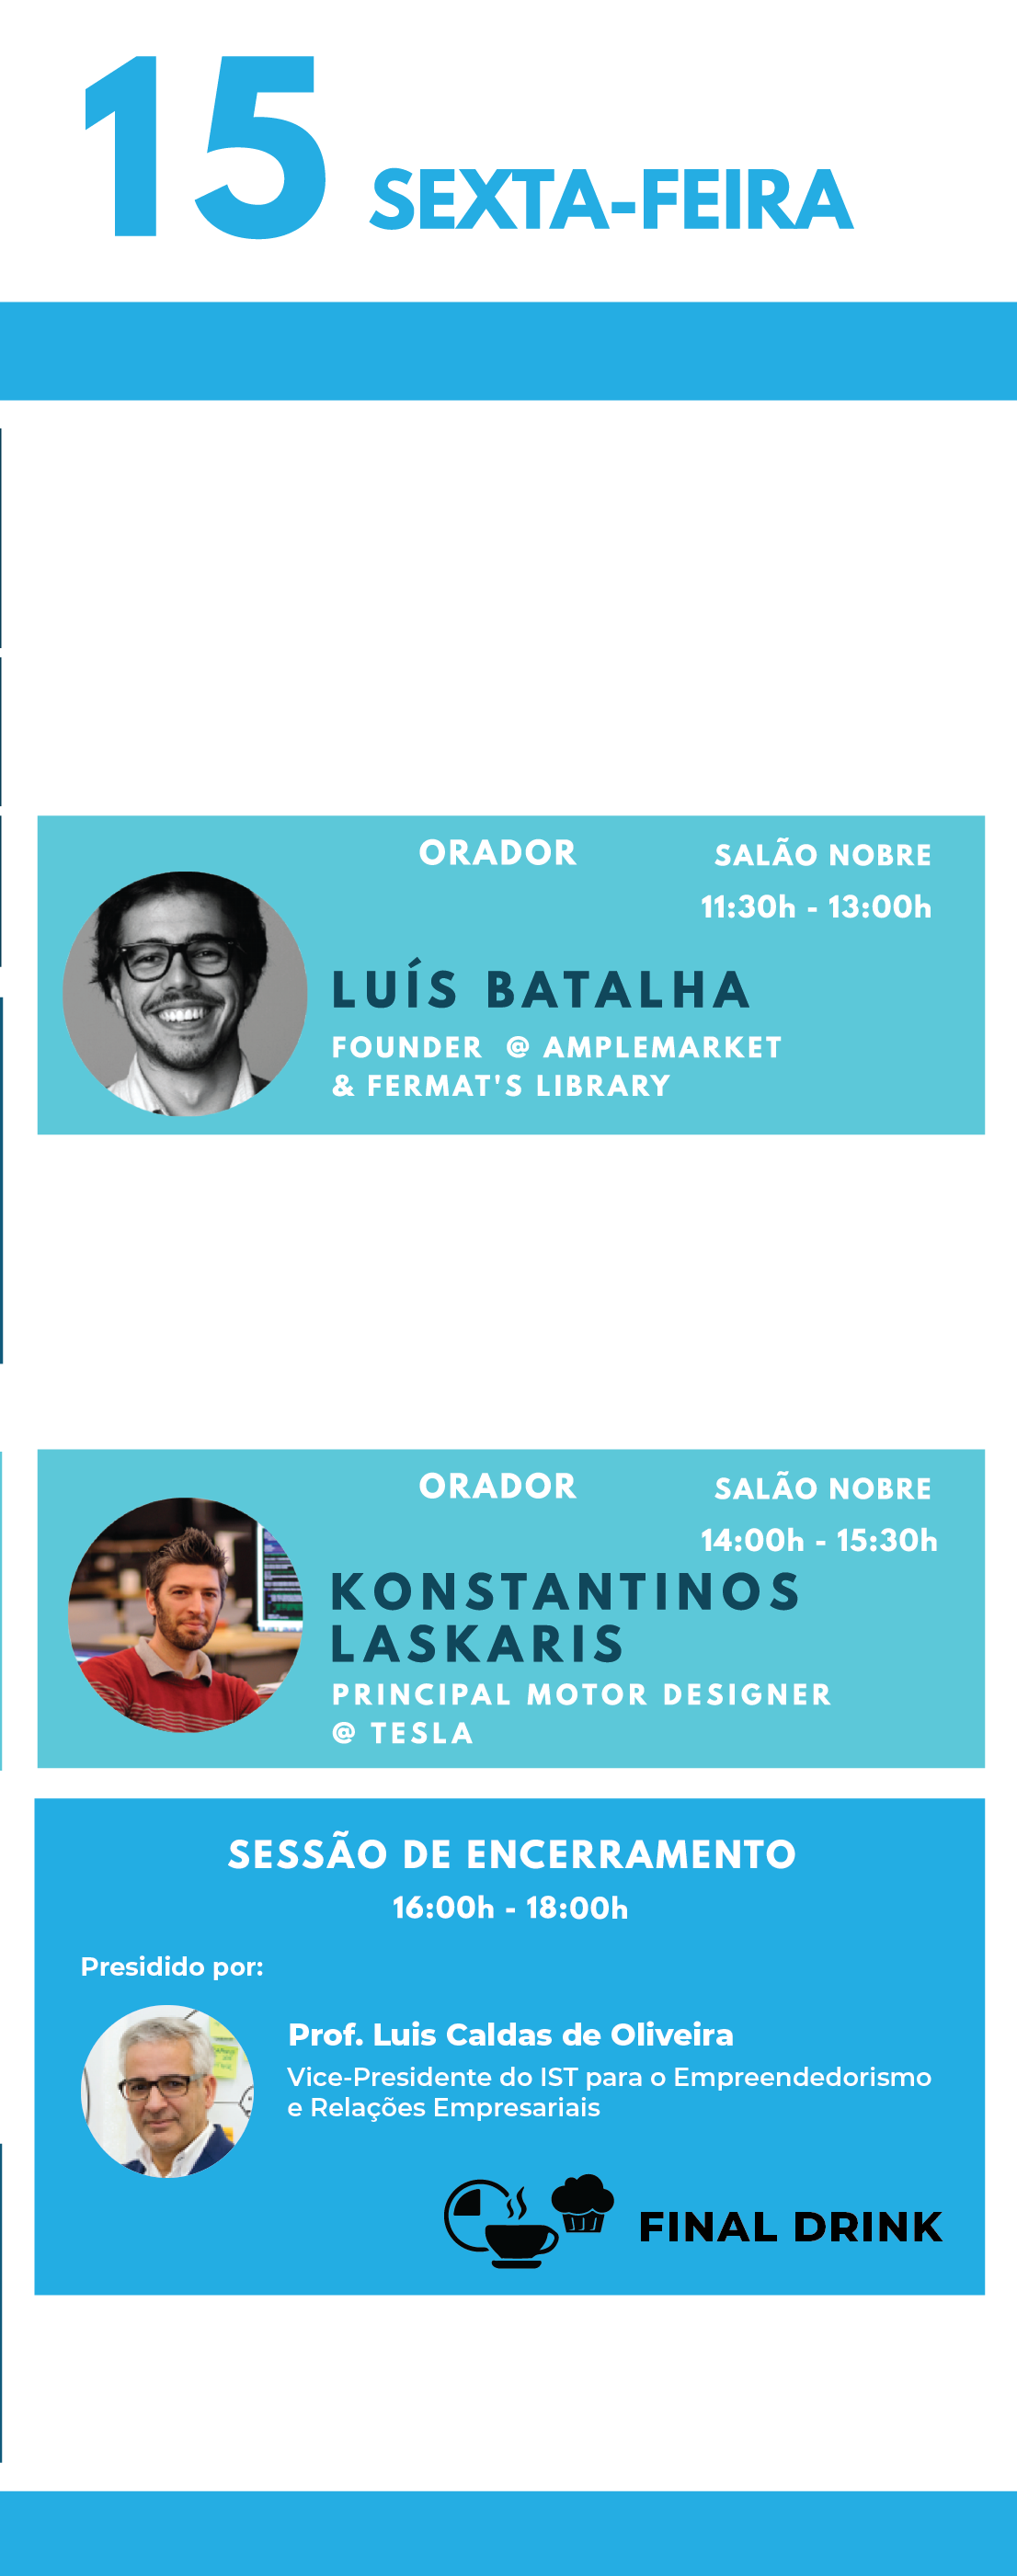 15 SEXTA-FEIRA
ORADOR
SALÃO NOBRE
11:30h - 13:00h
LUÍS BATALHA
FOUNDER @ AMPLEMARKET
& FERMAT'S LIBRARY
ORADOR
SALÃO NOBRE
14:00h - 15:30h
KONSTANTINOS
LASKARIS
PRINCIPAL MOTOR DESIGNER
@ TESLA
SESSÃO DE ENCERRAMENTO
16:00h - 18:00h
Presidido por:
Prof. Luis Caldas de Oliveira
Vice-Presidente do IST para o Empreendedorismo
e Relações Empresariais
FINAL DRINK